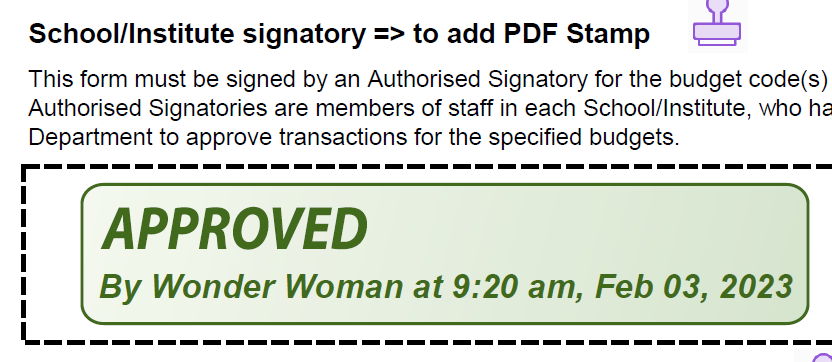 School/Institute signatory => to add PDF Stamp
This form must be signed by an Authorised Signatory for the budget code(s)
Authorised Signatories are members of staff in each School/Institute, who ha
Department to approve transactions for the specified budgets.
APPROVED
By Wonder Woman at 9:20 am, Feb 03, 2023